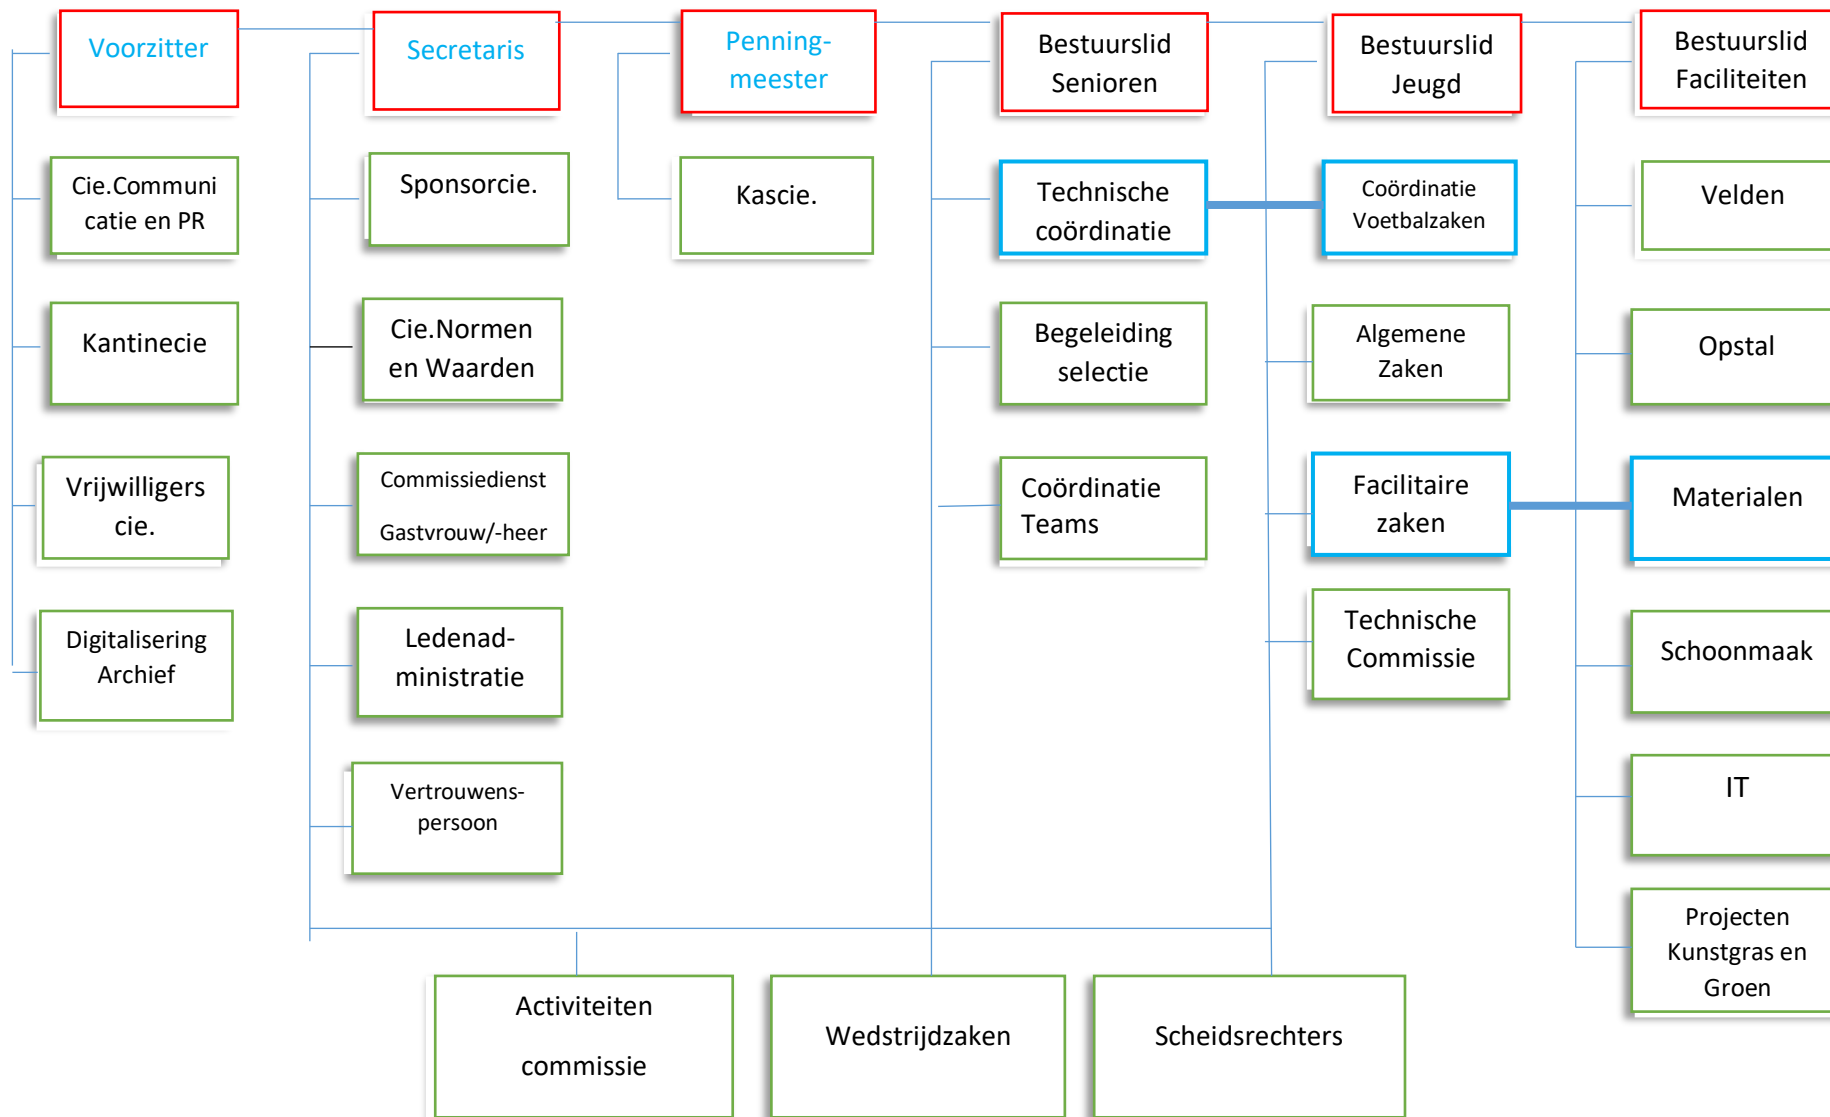 Voorzitter
Secretaris
Penning-
meester
Bestuurslid
Senioren
Bestuurslid
Jeugd
Bestuurslid
Faciliteiten
Cie.Communi
catie en PR
Sponsorcie.
Kascie.
Technische
coördinatie
Coördinatie
Voetbalzaken
Velden
Kantinecie
Cie.Normen
en Waarden
Begeleiding
selectie
Algemene
Zaken
Opstal
Vrijwilligers
cie.
Commissiedienst
Gastvrouw/-heer
Coördinatie
Teams
Facilitaire
zaken
Materialen
Digitalisering
Archief
Ledenad-
ministratie
Technische
Commissie
Schoonmaak
Vertrouwens-
persoon
IT
Projecten
Kunstgras en
Groen
Activiteiten
commissie
Wedstrijdzaken
Scheidsrechters